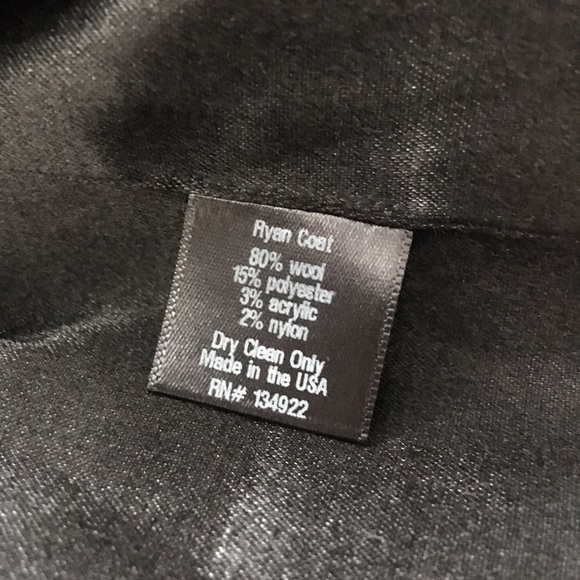 Ryan Coat
80% wool
15% polyester
3% acrylic
2% nylon
Dry Clean Only
Made in the USA
RN# 134922